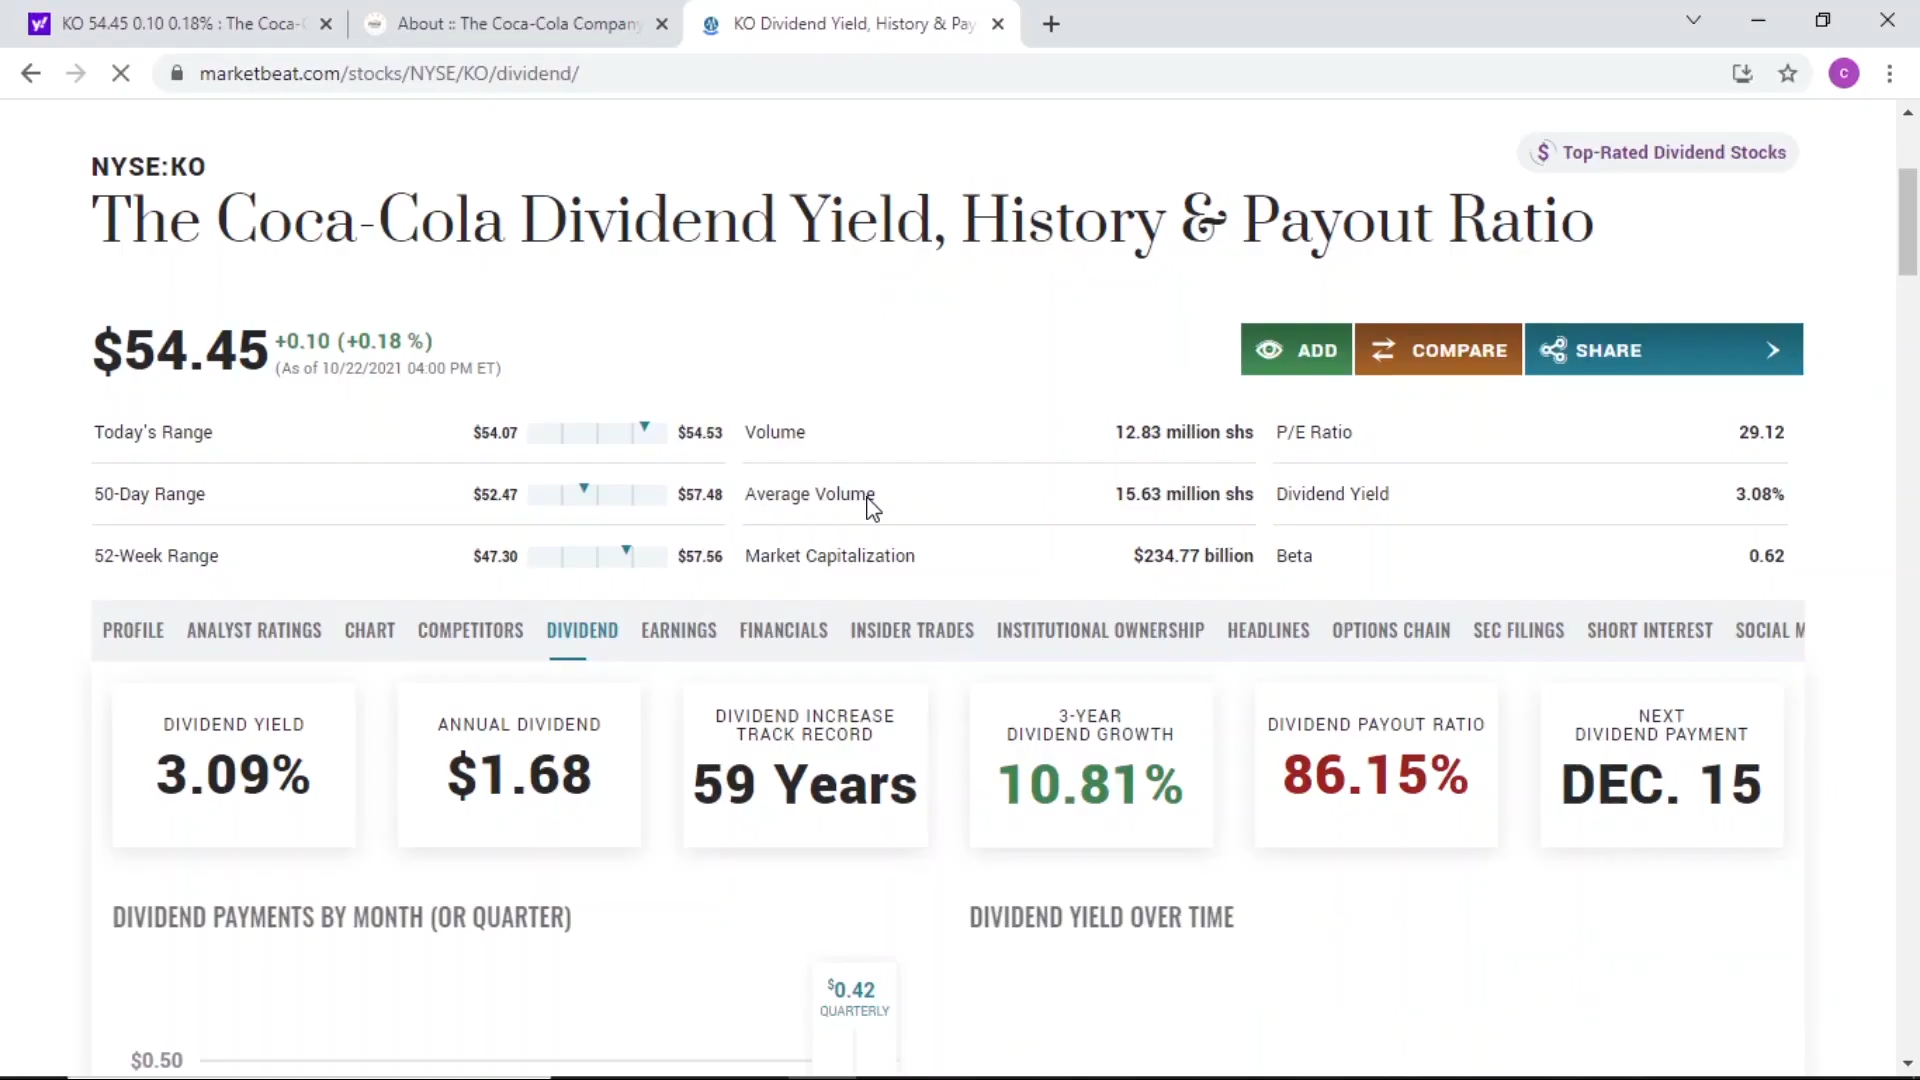 KO 54.45 0.10 0.18% : The Coca-C
About :: The Coca-Cola Company
KO Dividend Yield, History & Pay
marketbeat.com/stocks/NYSE/KO/dividend/
C
NYSE:KO
Top-Rated Dividend Stocks
The Coca-Cola Dividend Yield, History & Payout Ratio
$54.45 +0.10 (+0.18 %)
(As of 10/22/2021 04:00 PM ET)
ADD COMPARE SHARE
Today's Range $54.07 $54.53 Volume 12.83 million shs P/E Ratio 29.12
50-Day Range $52.47 $57.48 Average Volume 15.63 million shs Dividend Yield 3.08%
52-Week Range $47.30 $57.56 Market Capitalization $234.77 billion Beta 0.62
PROFILE ANALYST RATINGS CHART COMPETITORS DIVIDEND EARNINGS FINANCIALS INSIDER TRADES INSTITUTIONAL OWNERSHIP HEADLINES OPTIONS CHAIN SEC FILINGS SHORT INTEREST SOCIAL M
DIVIDEND YIELD
3.09%
ANNUAL DIVIDEND
$1.68
DIVIDEND INCREASE
TRACK RECORD
59 Years
3-YEAR
DIVIDEND GROWTH
10.81%
DIVIDEND PAYOUT RATIO
86.15%
NEXT
DIVIDEND PAYMENT
DEC. 15
DIVIDEND PAYMENTS BY MONTH (OR QUARTER)
DIVIDEND YIELD OVER TIME
$0.42
QUARTERLY
$0.50